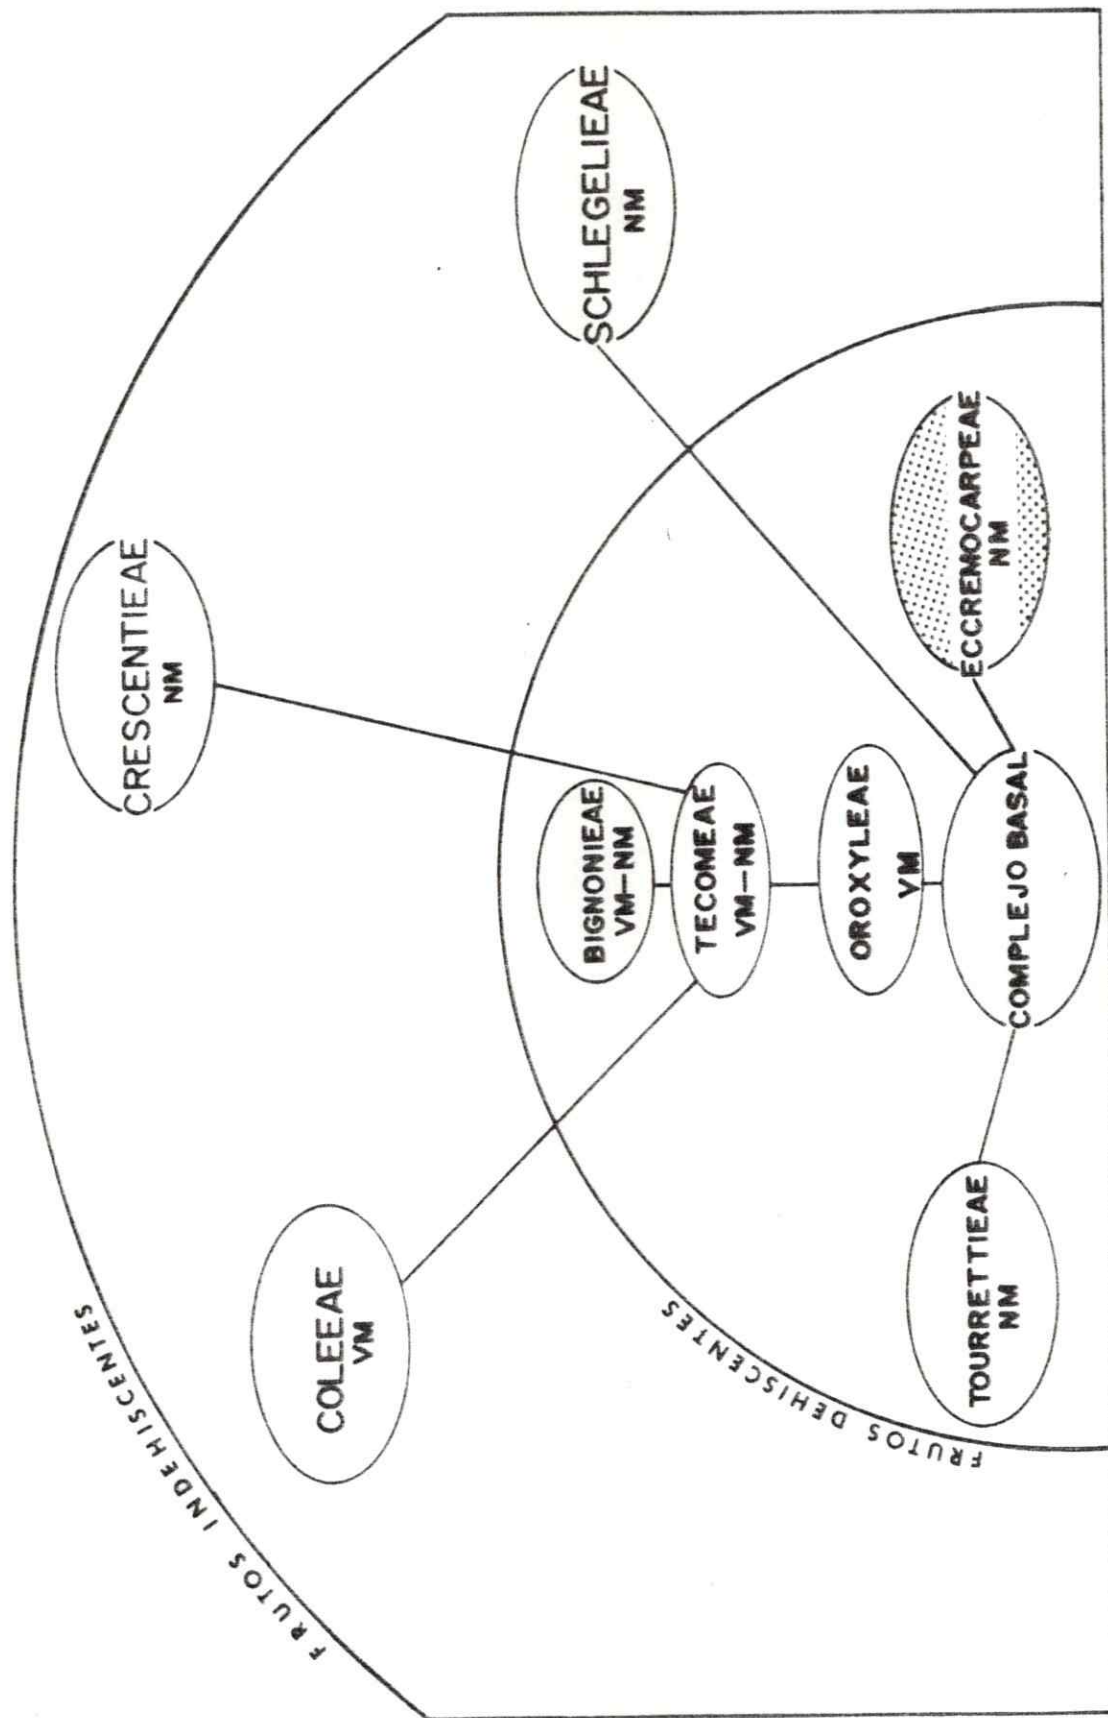 FRUTOS INDEHISCENTES
CRESCENTIEAE
NM
COLEEAE
VM
SCHLEGELIEAE
NM
FRUTOS DEHISCENTES
BIGNONIEAE
VM-NM
TECOMEAE
VM-NM
OROXYLEAE
VM
TOURRETTIEAE
NM
ECCREMOCARPEAE
NM
COMPLEJO BASAL